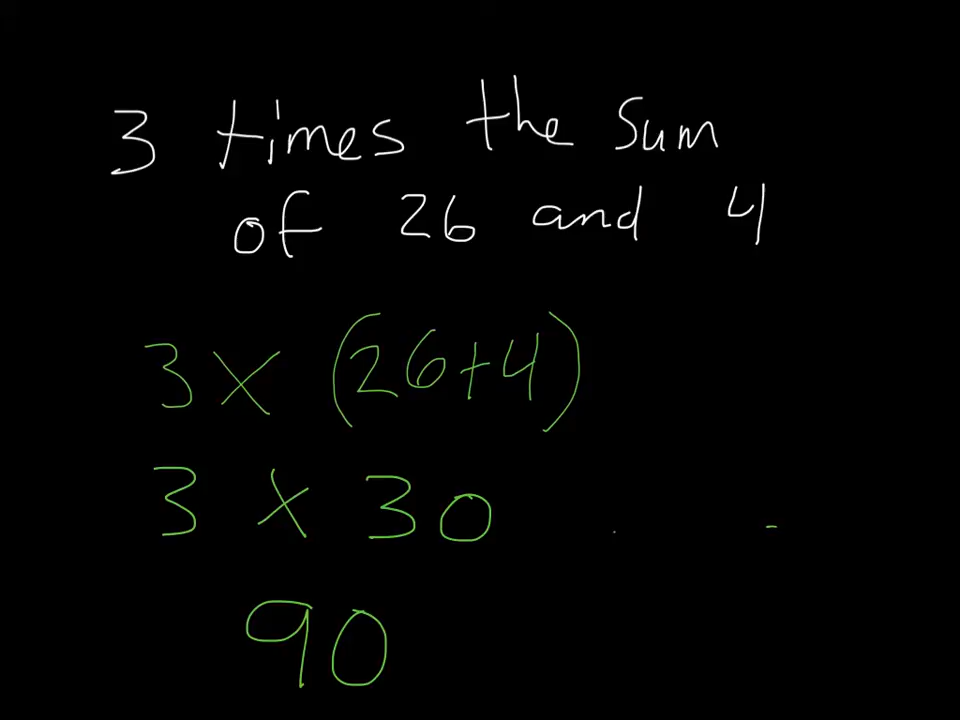 3 times the sum
of 26 and 4
3 × (26+4)
3 × 30
90